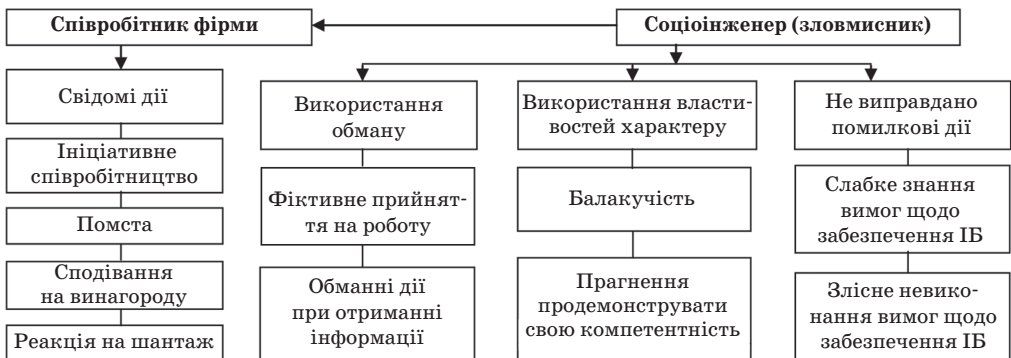 Співробітник фірми
Соціоінженер (зловмисник)
Свідомі дії
Ініціативне
співробітництво
Помста
Сподівання
на винагороду
Реакція на шантаж
Використання
обману
Фіктивне прийнят-
тя на роботу
Обманні дії
при отриманні
інформації
Використання власти-
востей характеру
Балакучість
Прагнення
продемонструвати
свою компетентність
Не виправдано
помилкові дії
Слабке знання
вимог щодо
забезпечення ІБ
Злісне невико-
нання вимог щодо
забезпечення ІБ